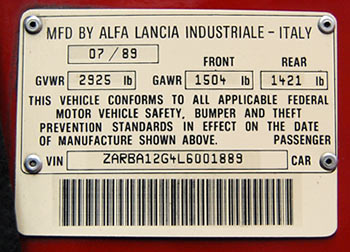 MFD BY ALFA LANCIA INDUSTRIALE - ITALY
07/89 FRONT REAR
GVWR 2925 lb GAWR 1504 lb 1421 lb
THIS VEHICLE CONFORMS TO ALL APPLICABLE FEDERAL
MOTOR VEHICLE SAFETY, BUMPER AND THEFT
PREVENTION STANDARDS IN EFFECT ON THE DATE
OF MANUFACTURE SHOWN ABOVE. PASSENGER
VIN ZARBA12G4L6001889 CAR